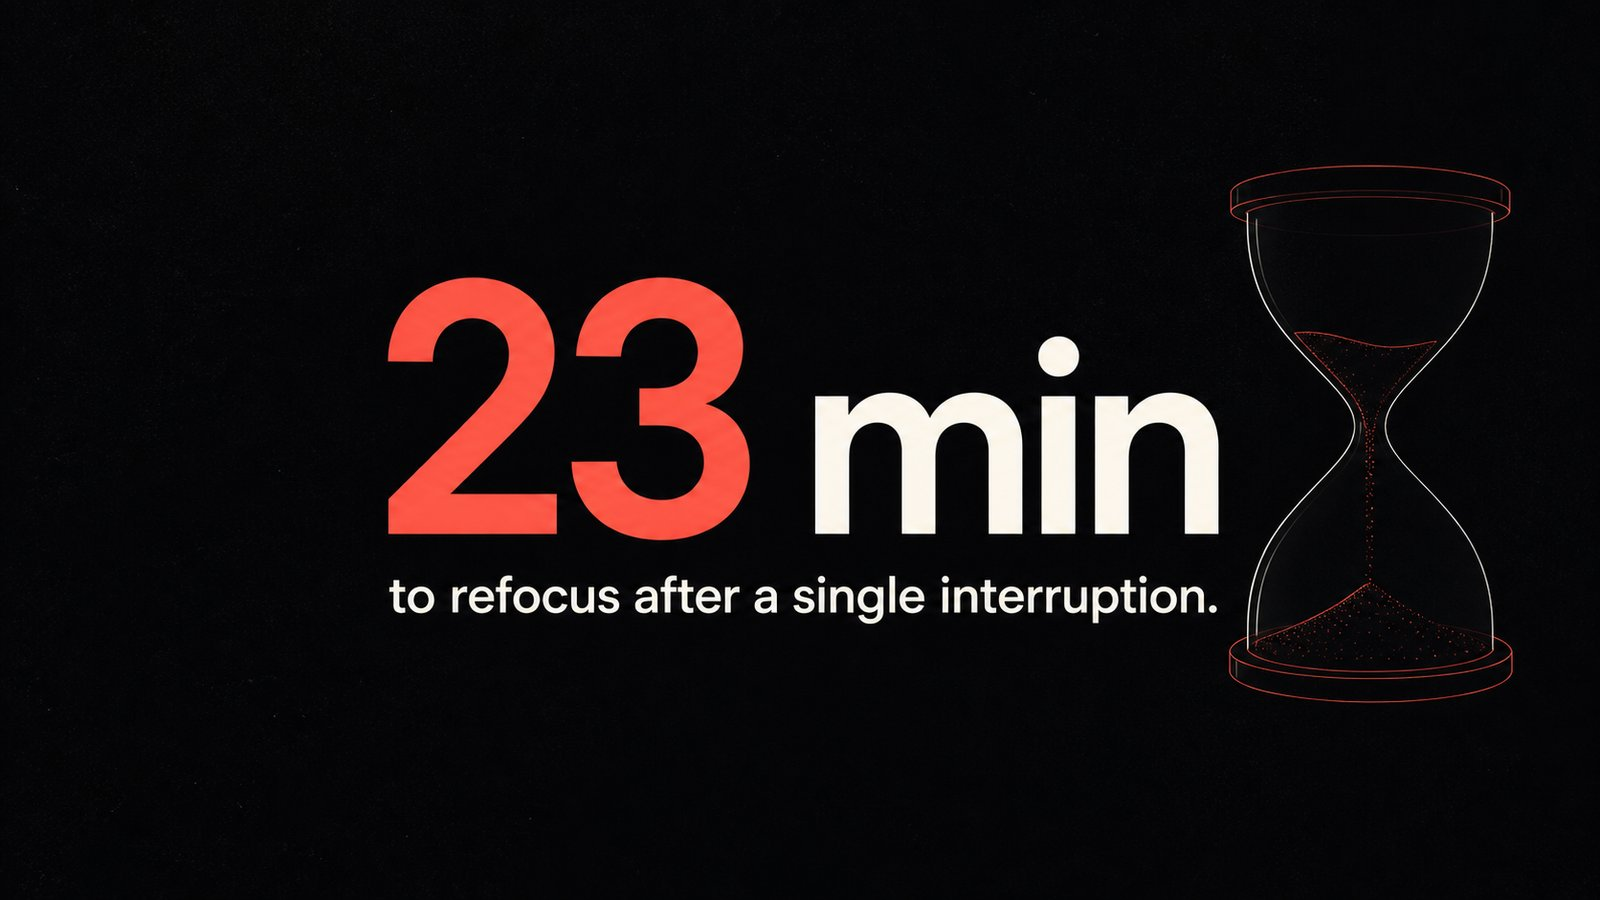 23 min
to refocus after a single interruption.